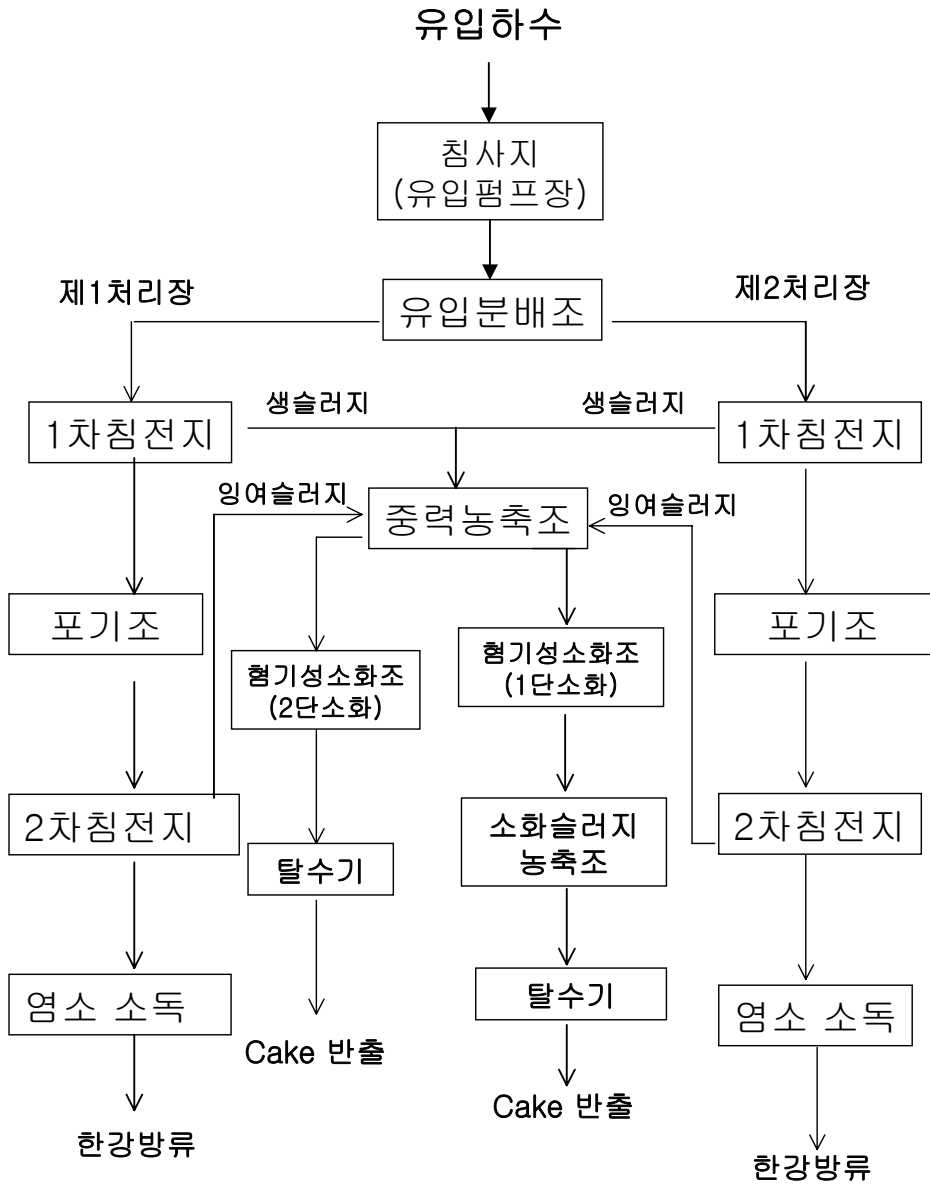 유입하수
침사지
(유입펌프장)
제1처리장
유입분배조
제2처리장
1차침전지
생슬러지
생슬러지
1차침전지
잉여슬러지
중력농축조
잉여슬러지
포기조
혐기성소화조
(2단소화)
혐기성소화조
(1단소화)
포기조
2차침전지
탈수기
소화슬러지
농축조
2차침전지
염소 소독
Cake 반출
탈수기
염소 소독
한강방류
Cake 반출
한강방류